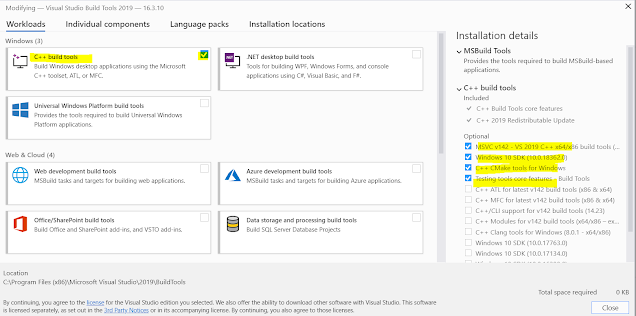 Modifying — Visual Studio Build Tools 2019 — 16.3.10
Workloads
Individual components
Language packs
Installation locations
Windows (3)
C++ build tools
Build Windows desktop applications using the Microsoft
C++ toolset, ATL, or MFC.
.NET desktop build tools
Tools for building WPF, Windows Forms, and console
applications using C#, Visual Basic, and F#.
Universal Windows Platform build tools
Provides the tools required to build Universal Windows
Platform applications.
Web & Cloud (4)
Web development build tools
MSBuild tasks and targets for building web applications.
Azure development build tools
MSBuild tasks and targets for building Azure applications.
Office/SharePoint build tools
Build Office and SharePoint add-ins, and VSTO add-ins.
Data storage and processing build tools
Build SQL Server Database Projects
Installation details
MSBuild Tools
Provides the tools required to build MSBuild-based
applications.
C++ build tools
Included
C++ Build Tools core features
C++ 2019 Redistributable Update
Optional
MSVC v142 - VS 2019 C++ x64/x86 build tools (...
Windows 10 SDK (10.0.18362.0)
C++ CMake tools for Windows
Testing tools core features - Build Tools
C++ ATL for latest v142 build tools (x86 & x64)
C++ MFC for latest v142 build tools (x86 & x64)
C++/CLI support for v142 build tools (14.23)
C++ Modules for v142 build tools (x64/x86 – ex...
C++ Clang tools for Windows (8.0.1 - x64/x86)
Windows 10 SDK (10.0.17763.0)
Windows 10 SDK (10.0.17134.0)
Location
C:\Program Files (x86)\Microsoft Visual Studio\2019\BuildTools
Total space required 0 KB
By continuing, you agree to the license for the Visual Studio edition you selected. We also offer the ability to download other software with Visual Studio. This software
is licensed separately, as set out in the 3rd Party Notices or in its accompanying license. By continuing, you also agree to those licenses.
Close